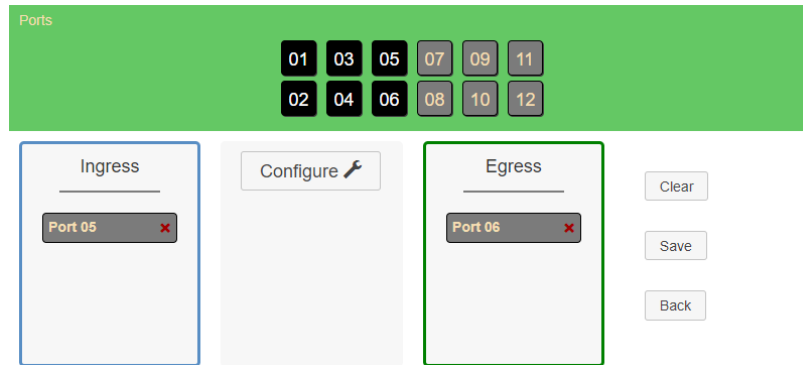 Ports
01 03 05 07 09 11
02 04 06 08 10 12
Ingress
Port 05
Configure
Egress
Port 06
Clear
Save
Back